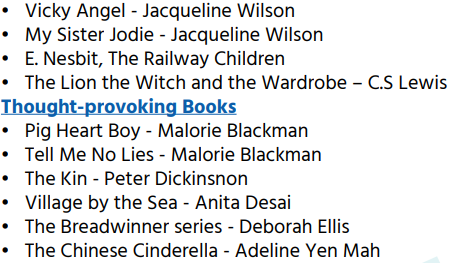 • Vicky Angel - Jacqueline Wilson
• My Sister Jodie - Jacqueline Wilson
• E. Nesbit, The Railway Children
• The Lion the Witch and the Wardrobe – C.S Lewis
Thought-provoking Books
• Pig Heart Boy - Malorie Blackman
• Tell Me No Lies - Malorie Blackman
• The Kin - Peter Dickinsnon
• Village by the Sea - Anita Desai
• The Breadwinner series - Deborah Ellis
• The Chinese Cinderella - Adeline Yen Mah